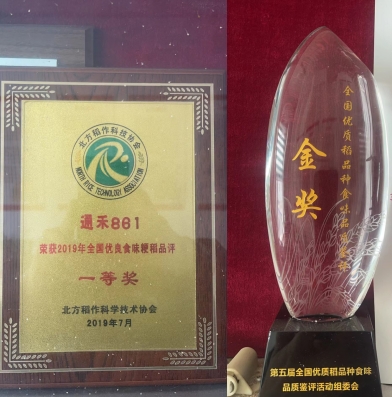 北方稻作科技协会
NORTH RICE TECHNOLOGY ASSOCIATION
通禾861
荣获2019年全国优良食味粳稻品评
一等奖
北方稻作科学技术协会
2019年7月
全国优质稻品种食味品质鉴评
金奖
第五届全国优质稻品种食味
品质鉴评活动组委会